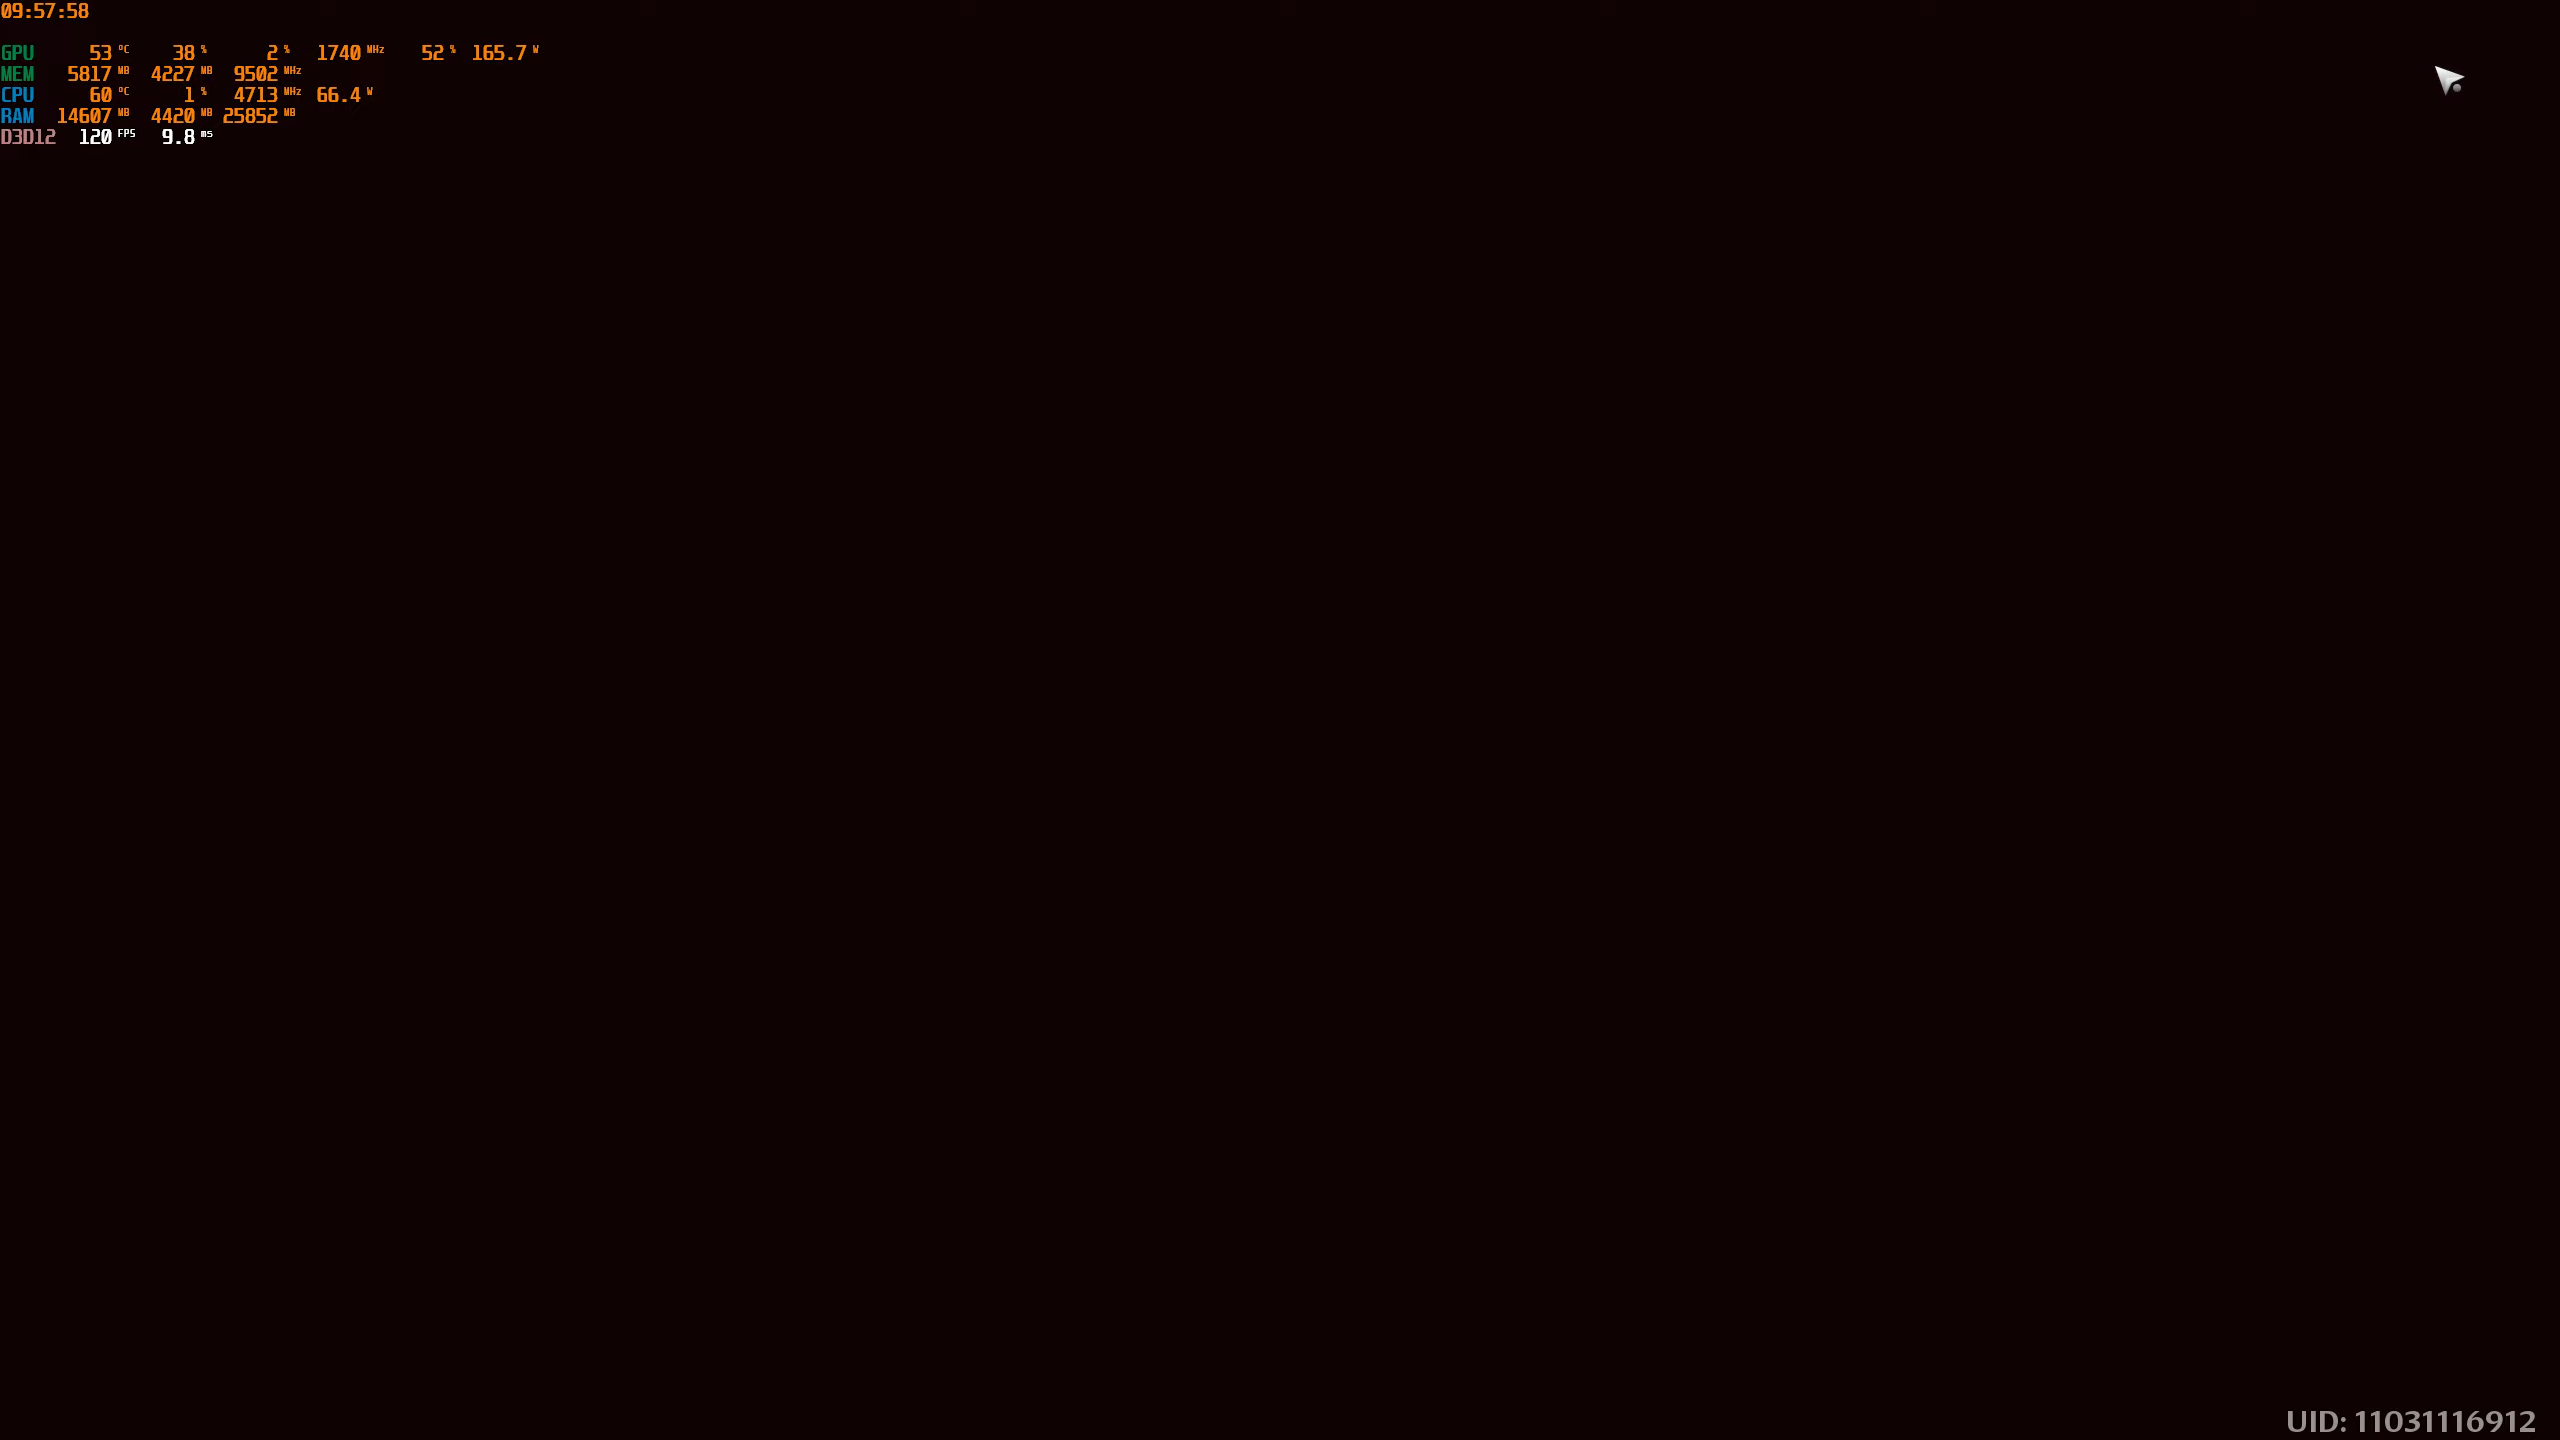 09:57:58
GPU 53 °C 38 % 2 % 1740 MHz 52 % 165.7 W
MEM 5817 MB 4227 MB 9502 MHz
CPU 60 °C 1 % 4713 MHz 66.4 W
RAM 14607 MB 4420 MB 25852 MB
D3D12 120 FPS 9.8 ms
UID: 11031116912